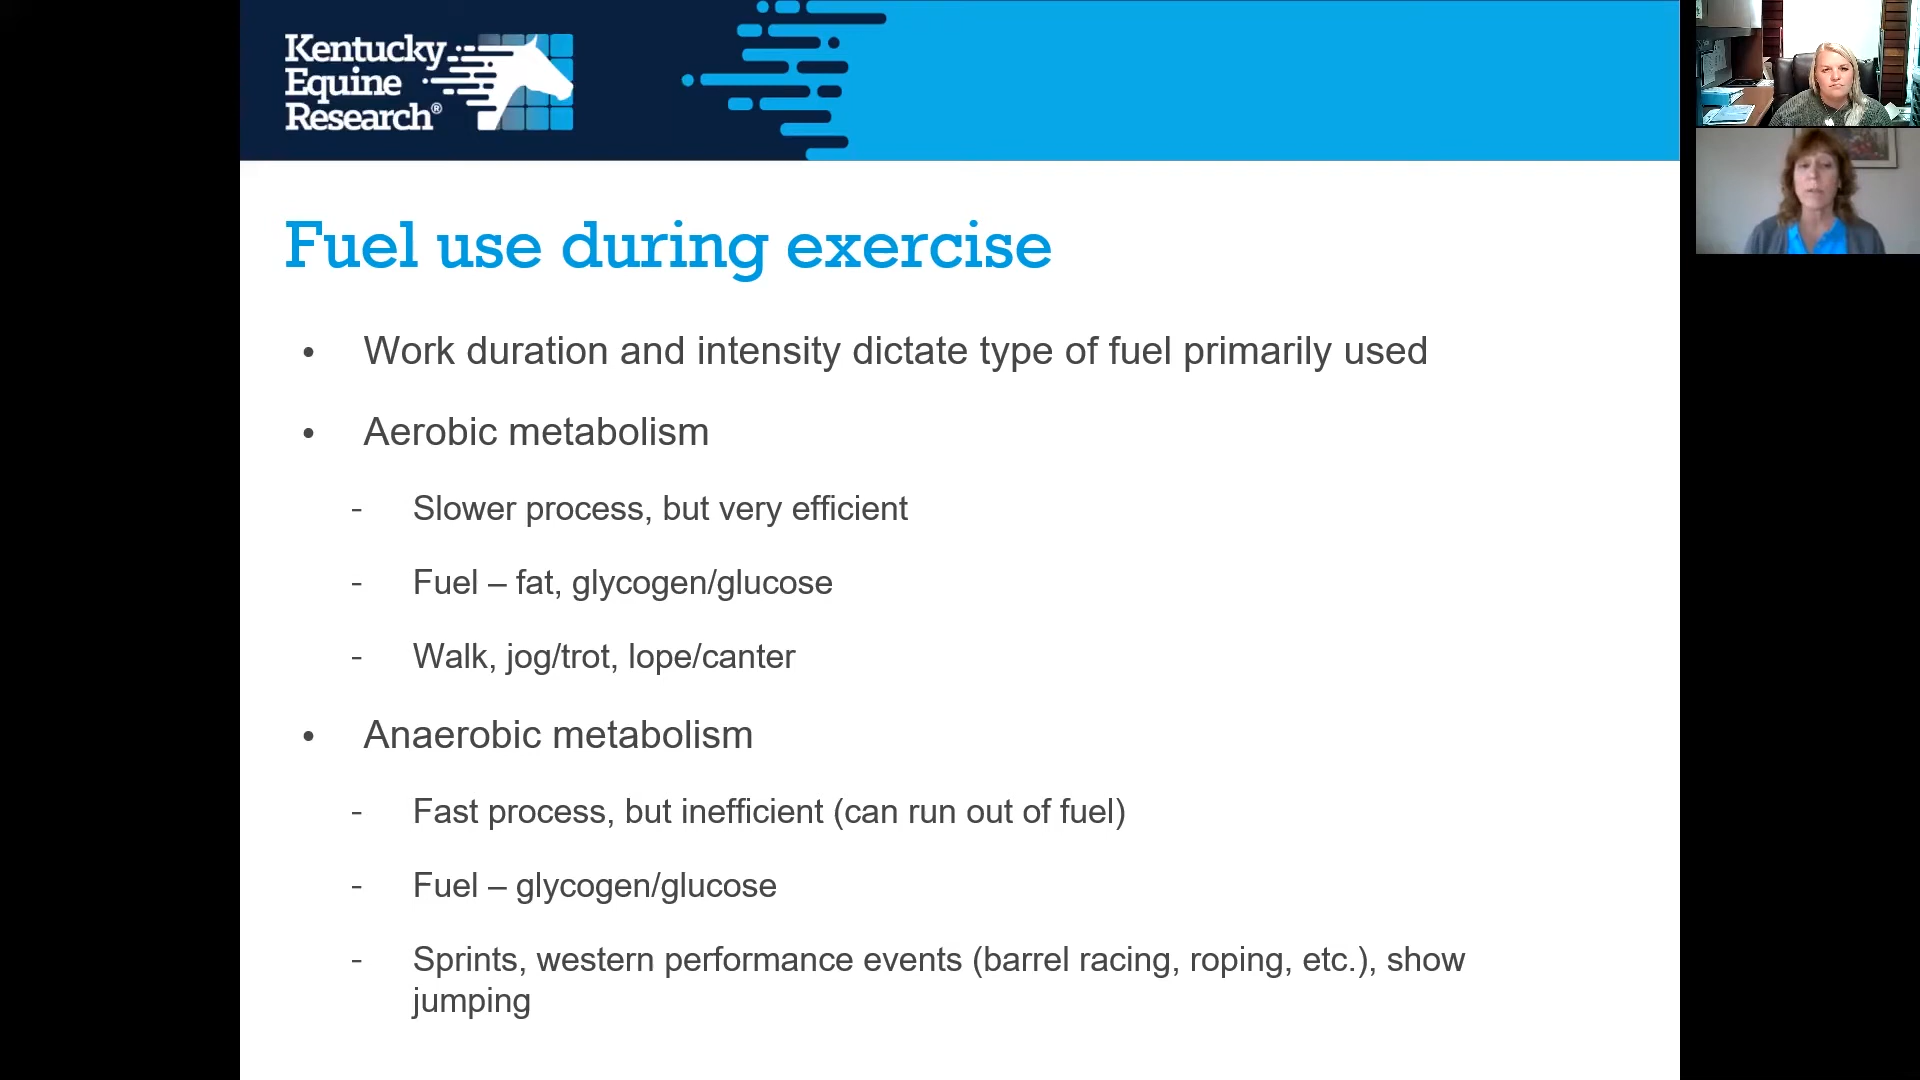 Kentucky
Equine
Research®
Fuel use during exercise
• Work duration and intensity dictate type of fuel primarily used
• Aerobic metabolism
- Slower process, but very efficient
- Fuel – fat, glycogen/glucose
- Walk, jog/trot, lope/canter
• Anaerobic metabolism
- Fast process, but inefficient (can run out of fuel)
- Fuel – glycogen/glucose
- Sprints, western performance events (barrel racing, roping, etc.), show
jumping